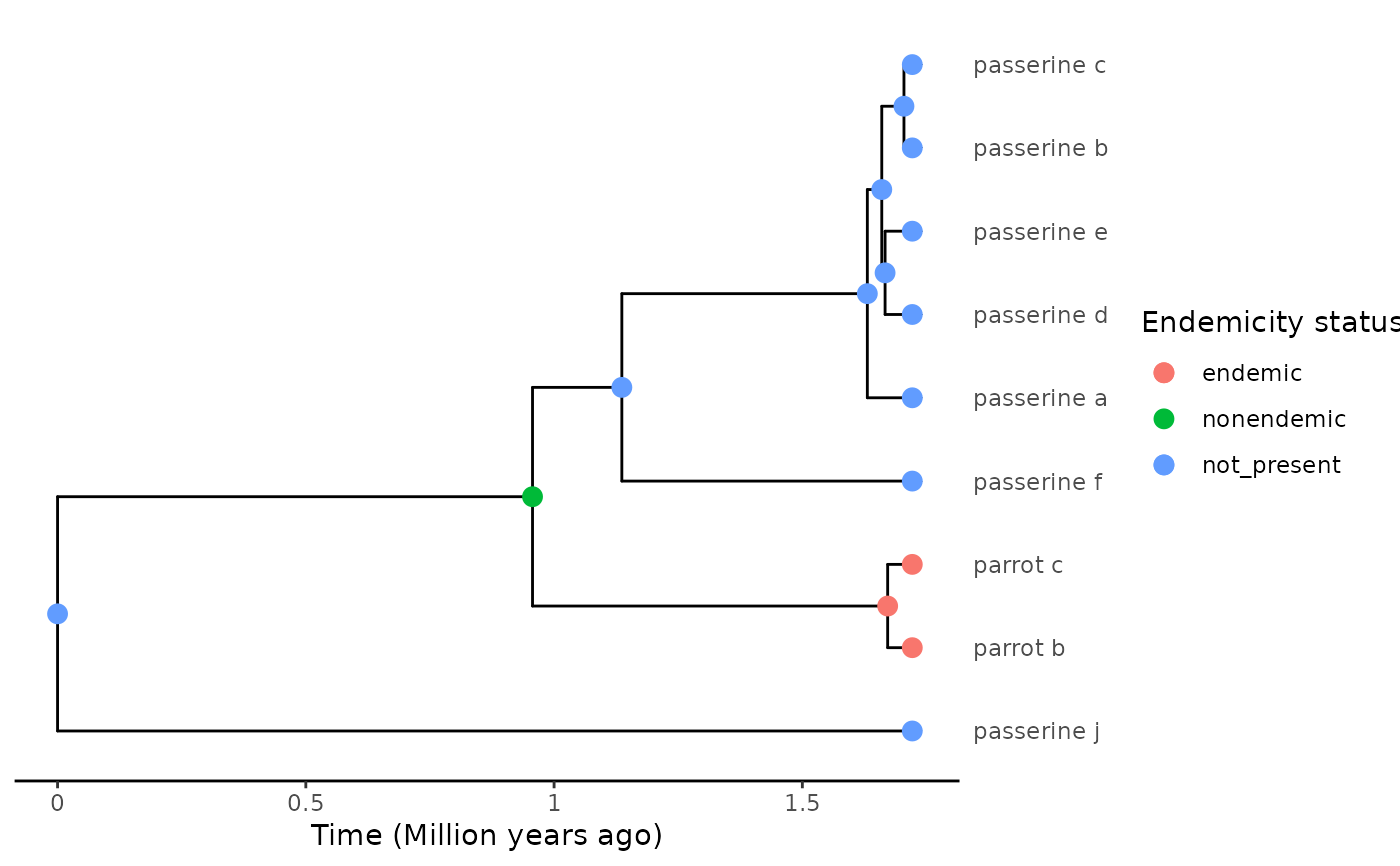 passerine c
passerine b
passerine e
passerine d
passerine a
passerine f
parrot c
parrot b
passerine j
Endemicity status
endemic
nonendemic
not_present
0 0.5 1 1.5
Time (Million years ago)